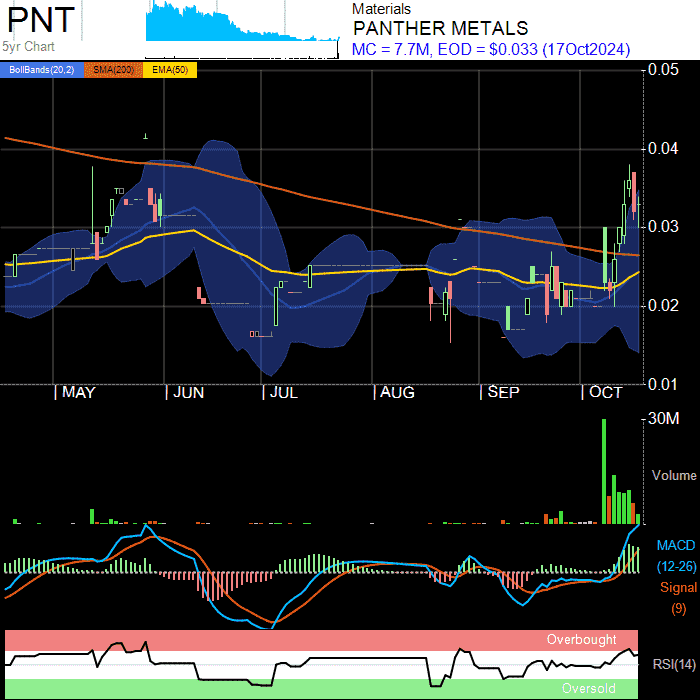 PNT
5yr Chart
Materials
PANTHER METALS
MC = 7.7M, EOD = $0.033 (17Oct2024)
BollBands(20,2) SMA(200) EMA(50)
0.05
0.04
0.03
0.02
0.01
| MAY | JUN | JUL | AUG | SEP | OCT
30M
Volume
MACD
(12-26)
Signal
(9)
Overbought
RSI(14)
Oversold